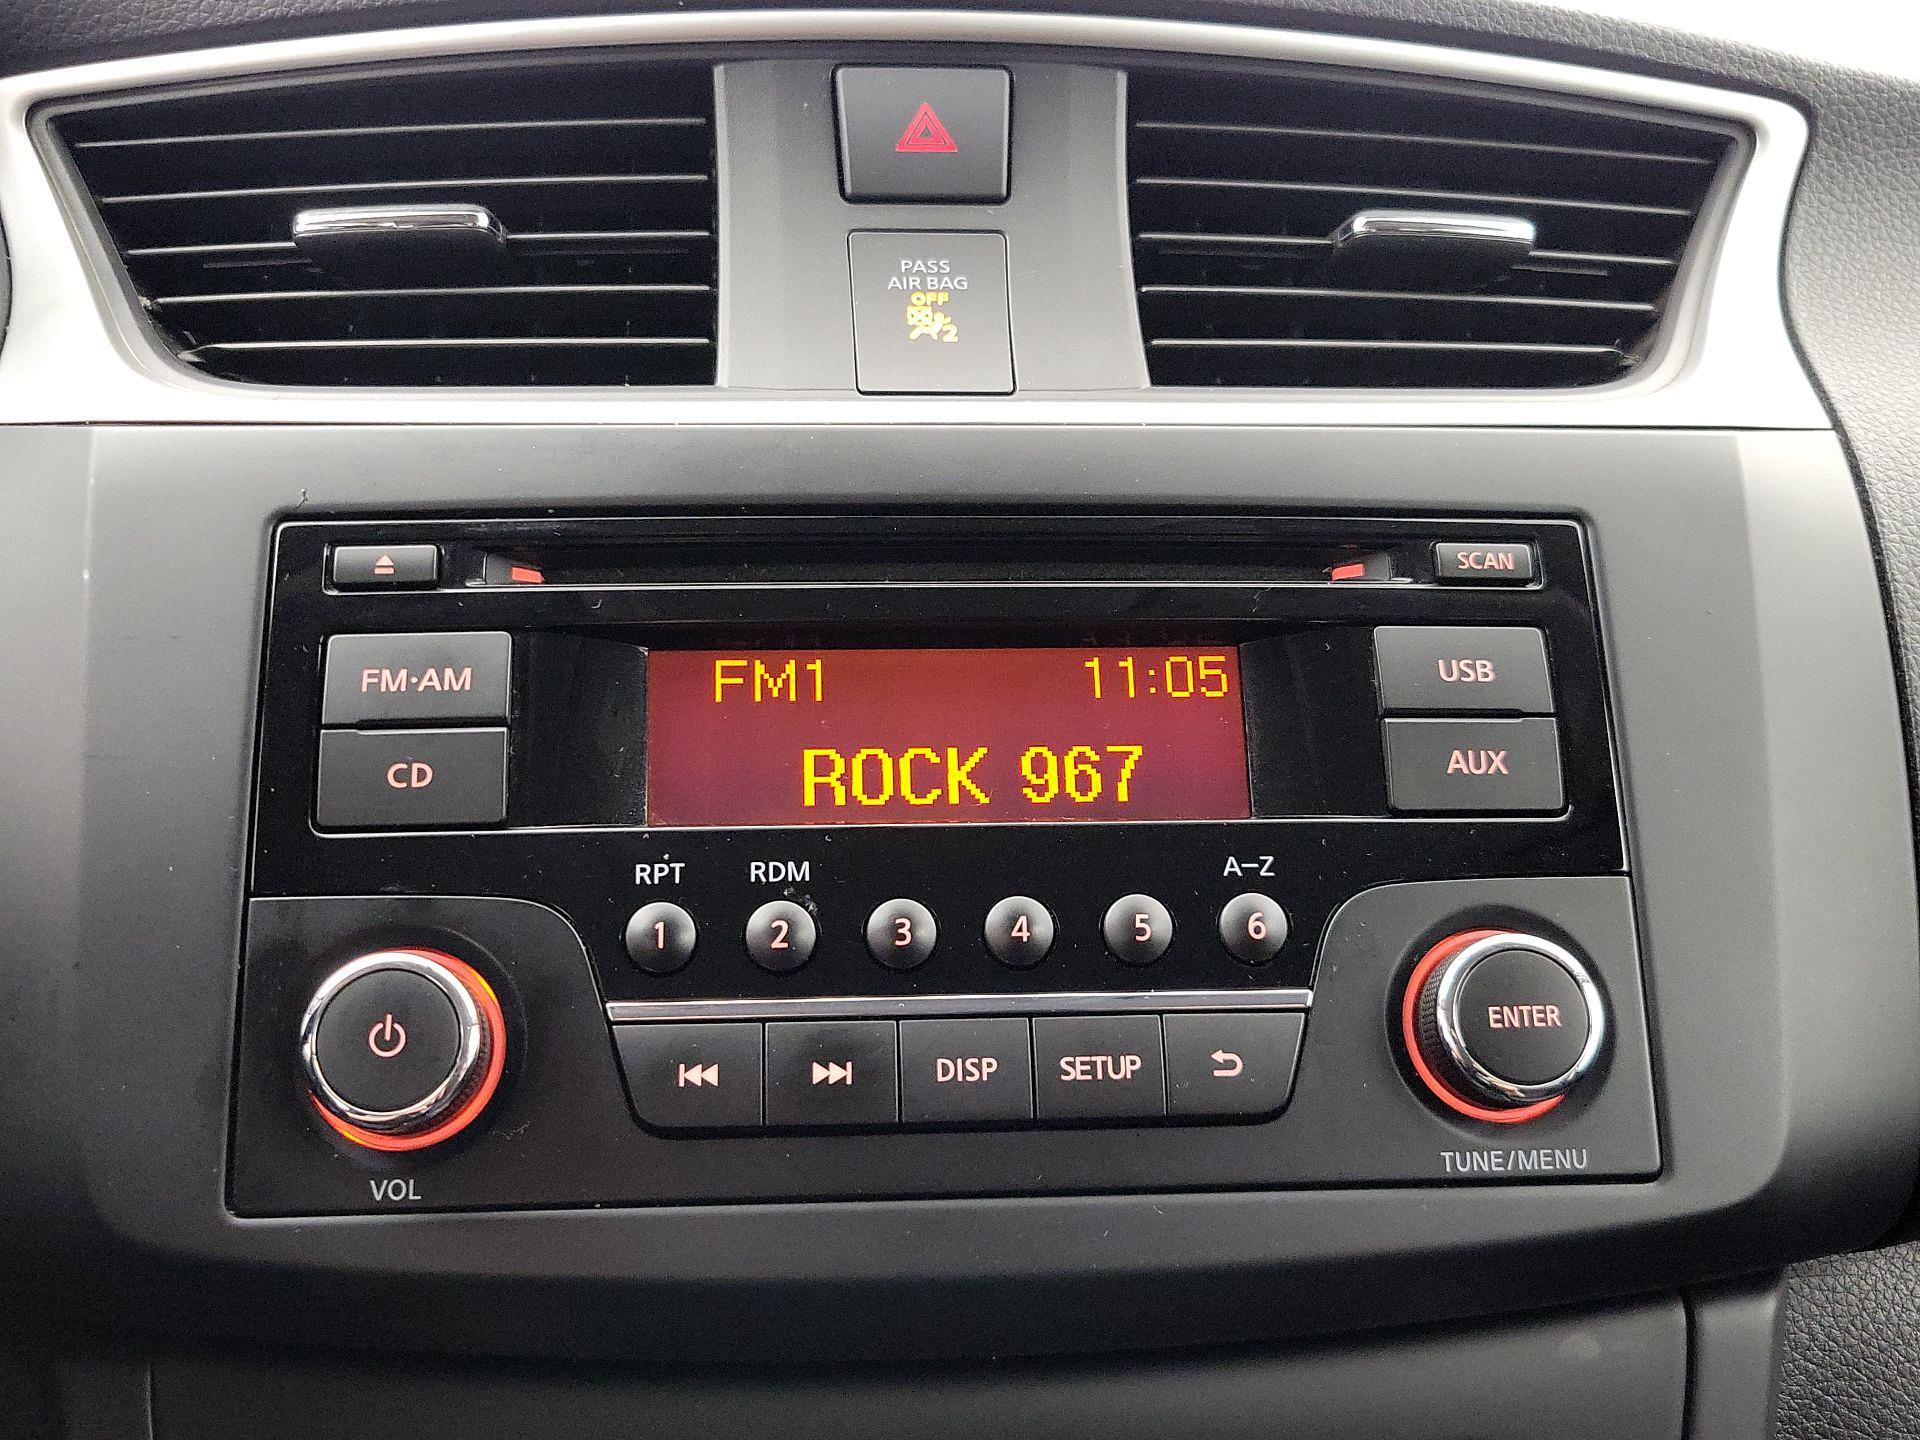 PASS
AIR BAG
OFF
2
SCAN
FM·AM
FM1 11:05
USB
CD
ROCK 967
AUX
RPT RDM A-Z
1 2 3 4 5 6
ENTER
DISP SETUP
TUNE/MENU
VOL